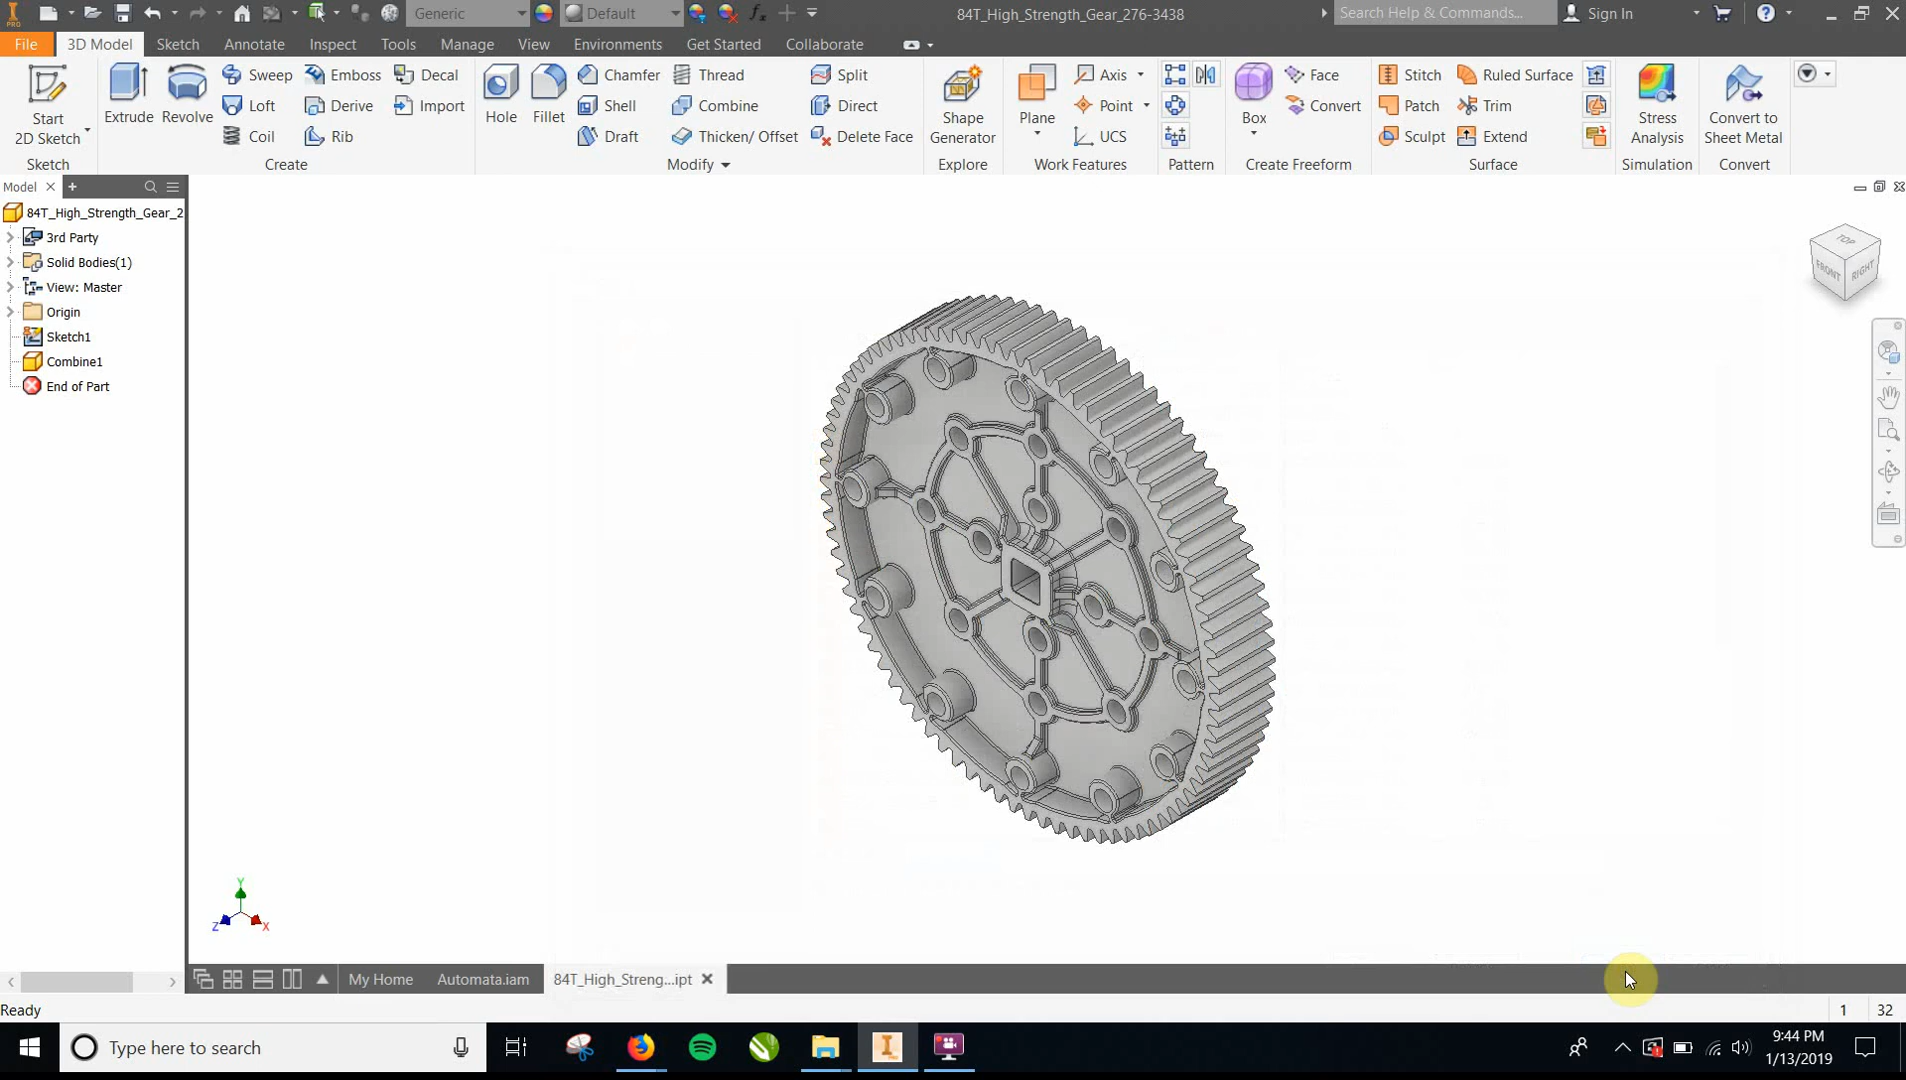 Generic
Default
84T_High_Strength_Gear_276-3438
Search Help & Commands...
Sign In
PRO
File
3D Model
Sketch
Annotate
Inspect
Tools
Manage
View
Environments
Get Started
Collaborate
Start
2D Sketch
Sketch
Extrude
Revolve
Sweep
Loft
Coil
Emboss
Derive
Rib
Decal
Import
Create
Hole
Fillet
Chamfer
Shell
Draft
Thread
Combine
Thicken/ Offset
Split
Direct
Delete Face
Modify
Shape
Generator
Explore
Plane
Axis
Point
UCS
Work Features
Pattern
Box
Face
Convert
Create Freeform
Stitch
Patch
Sculpt
Ruled Surface
Trim
Extend
Surface
Stress
Analysis
Simulation
Convert to
Sheet Metal
Convert
Model
84T_High_Strength_Gear_2
3rd Party
Solid Bodies(1)
View: Master
Origin
Sketch1
Combine1
End of Part
TOP
FRONT
RIGHT
Y
Z
X
My Home
Automata.iam
84T_High_Streng...ipt
Ready
1
32
Type here to search
9:44 PM
1/13/2019